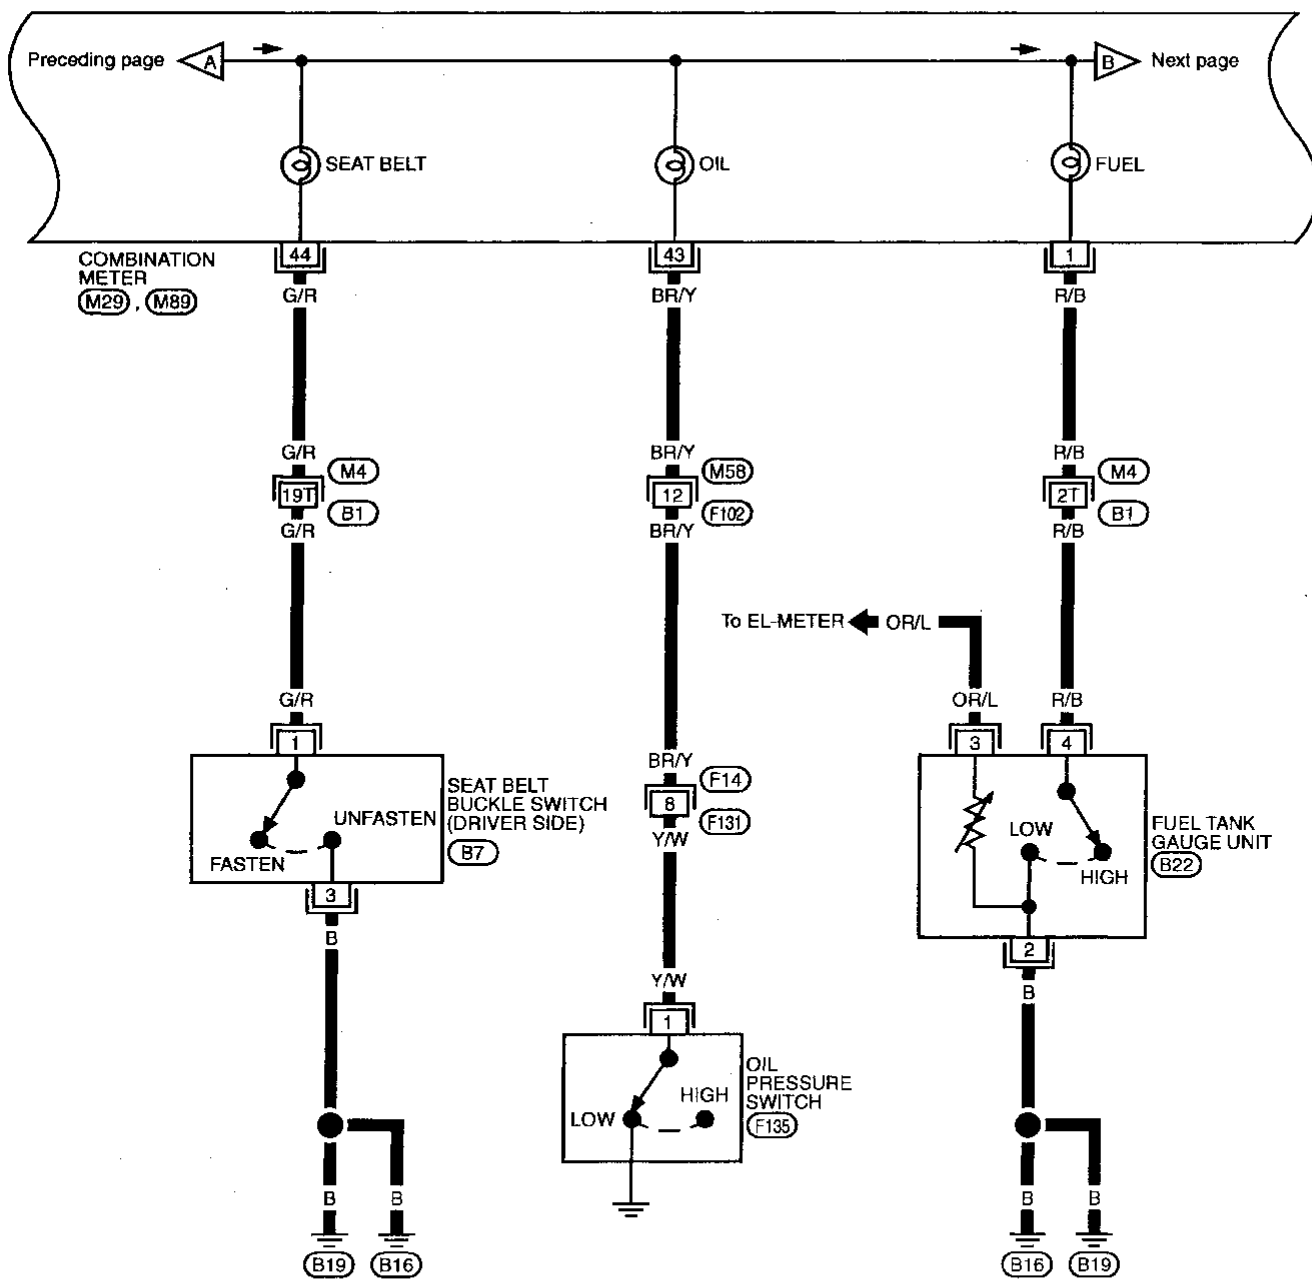 Preceding page A B Next page
SEAT BELT OIL FUEL
COMBINATION
METER
M29 , M89
44 43 1
G/R BR/Y R/B
G/R BR/Y R/B
19T M4 12 M58 2T M4
B1 F102 B1
G/R BR/Y R/B
To EL-METER OR/L
G/R OR/L R/B
1 3 4
BR/Y
8 F14
F131
Y/W
SEAT BELT
BUCKLE SWITCH
(DRIVER SIDE)
B7
UNFASTEN
FASTEN
3
B
FUEL TANK
GAUGE UNIT
B22
LOW
HIGH
2
B
Y/W
1
OIL
PRESSURE
SWITCH
F135
HIGH
LOW
B B B B
B19 B16 B16 B19